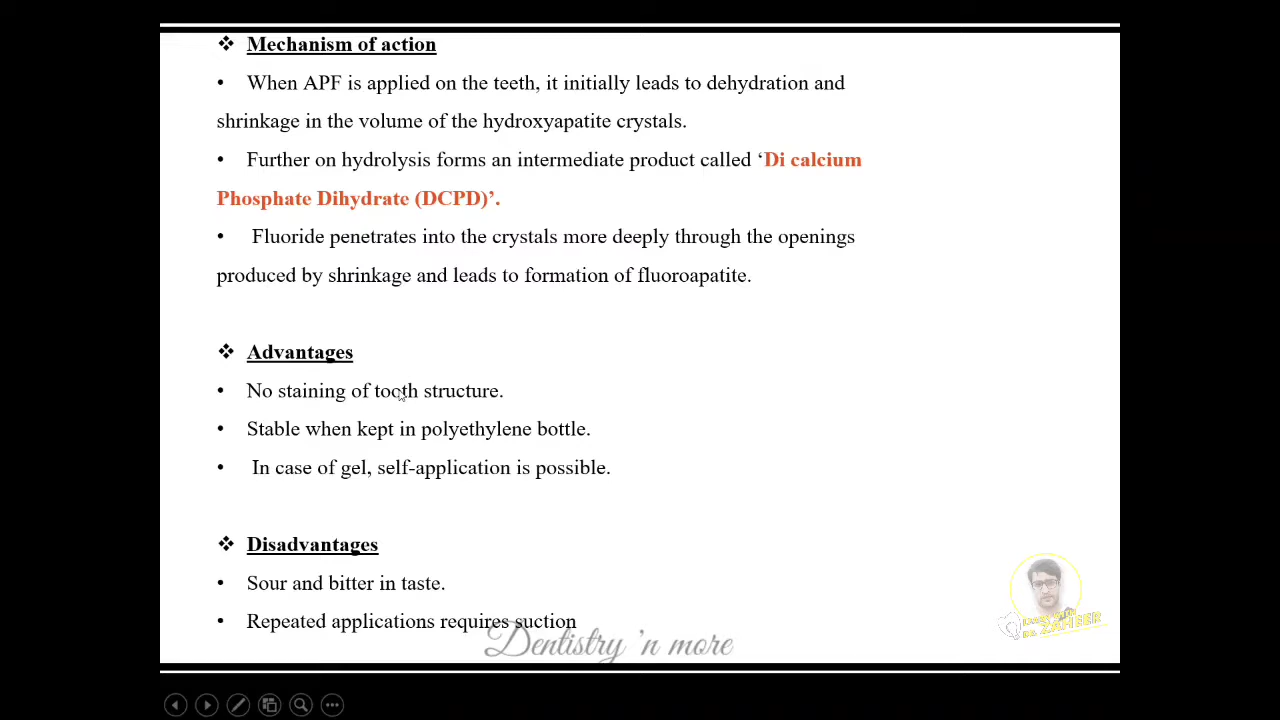 ❖ Mechanism of action
• When APF is applied on the teeth, it initially leads to dehydration and
shrinkage in the volume of the hydroxyapatite crystals.
• Further on hydrolysis forms an intermediate product called ‘Di calcium
Phosphate Dihydrate (DCPD)’.
• Fluoride penetrates into the crystals more deeply through the openings
produced by shrinkage and leads to formation of fluoroapatite.
❖ Advantages
• No staining of tooth structure.
• Stable when kept in polyethylene bottle.
• In case of gel, self-application is possible.
❖ Disadvantages
• Sour and bitter in taste.
• Repeated applications requires suction
Dentistry 'n more